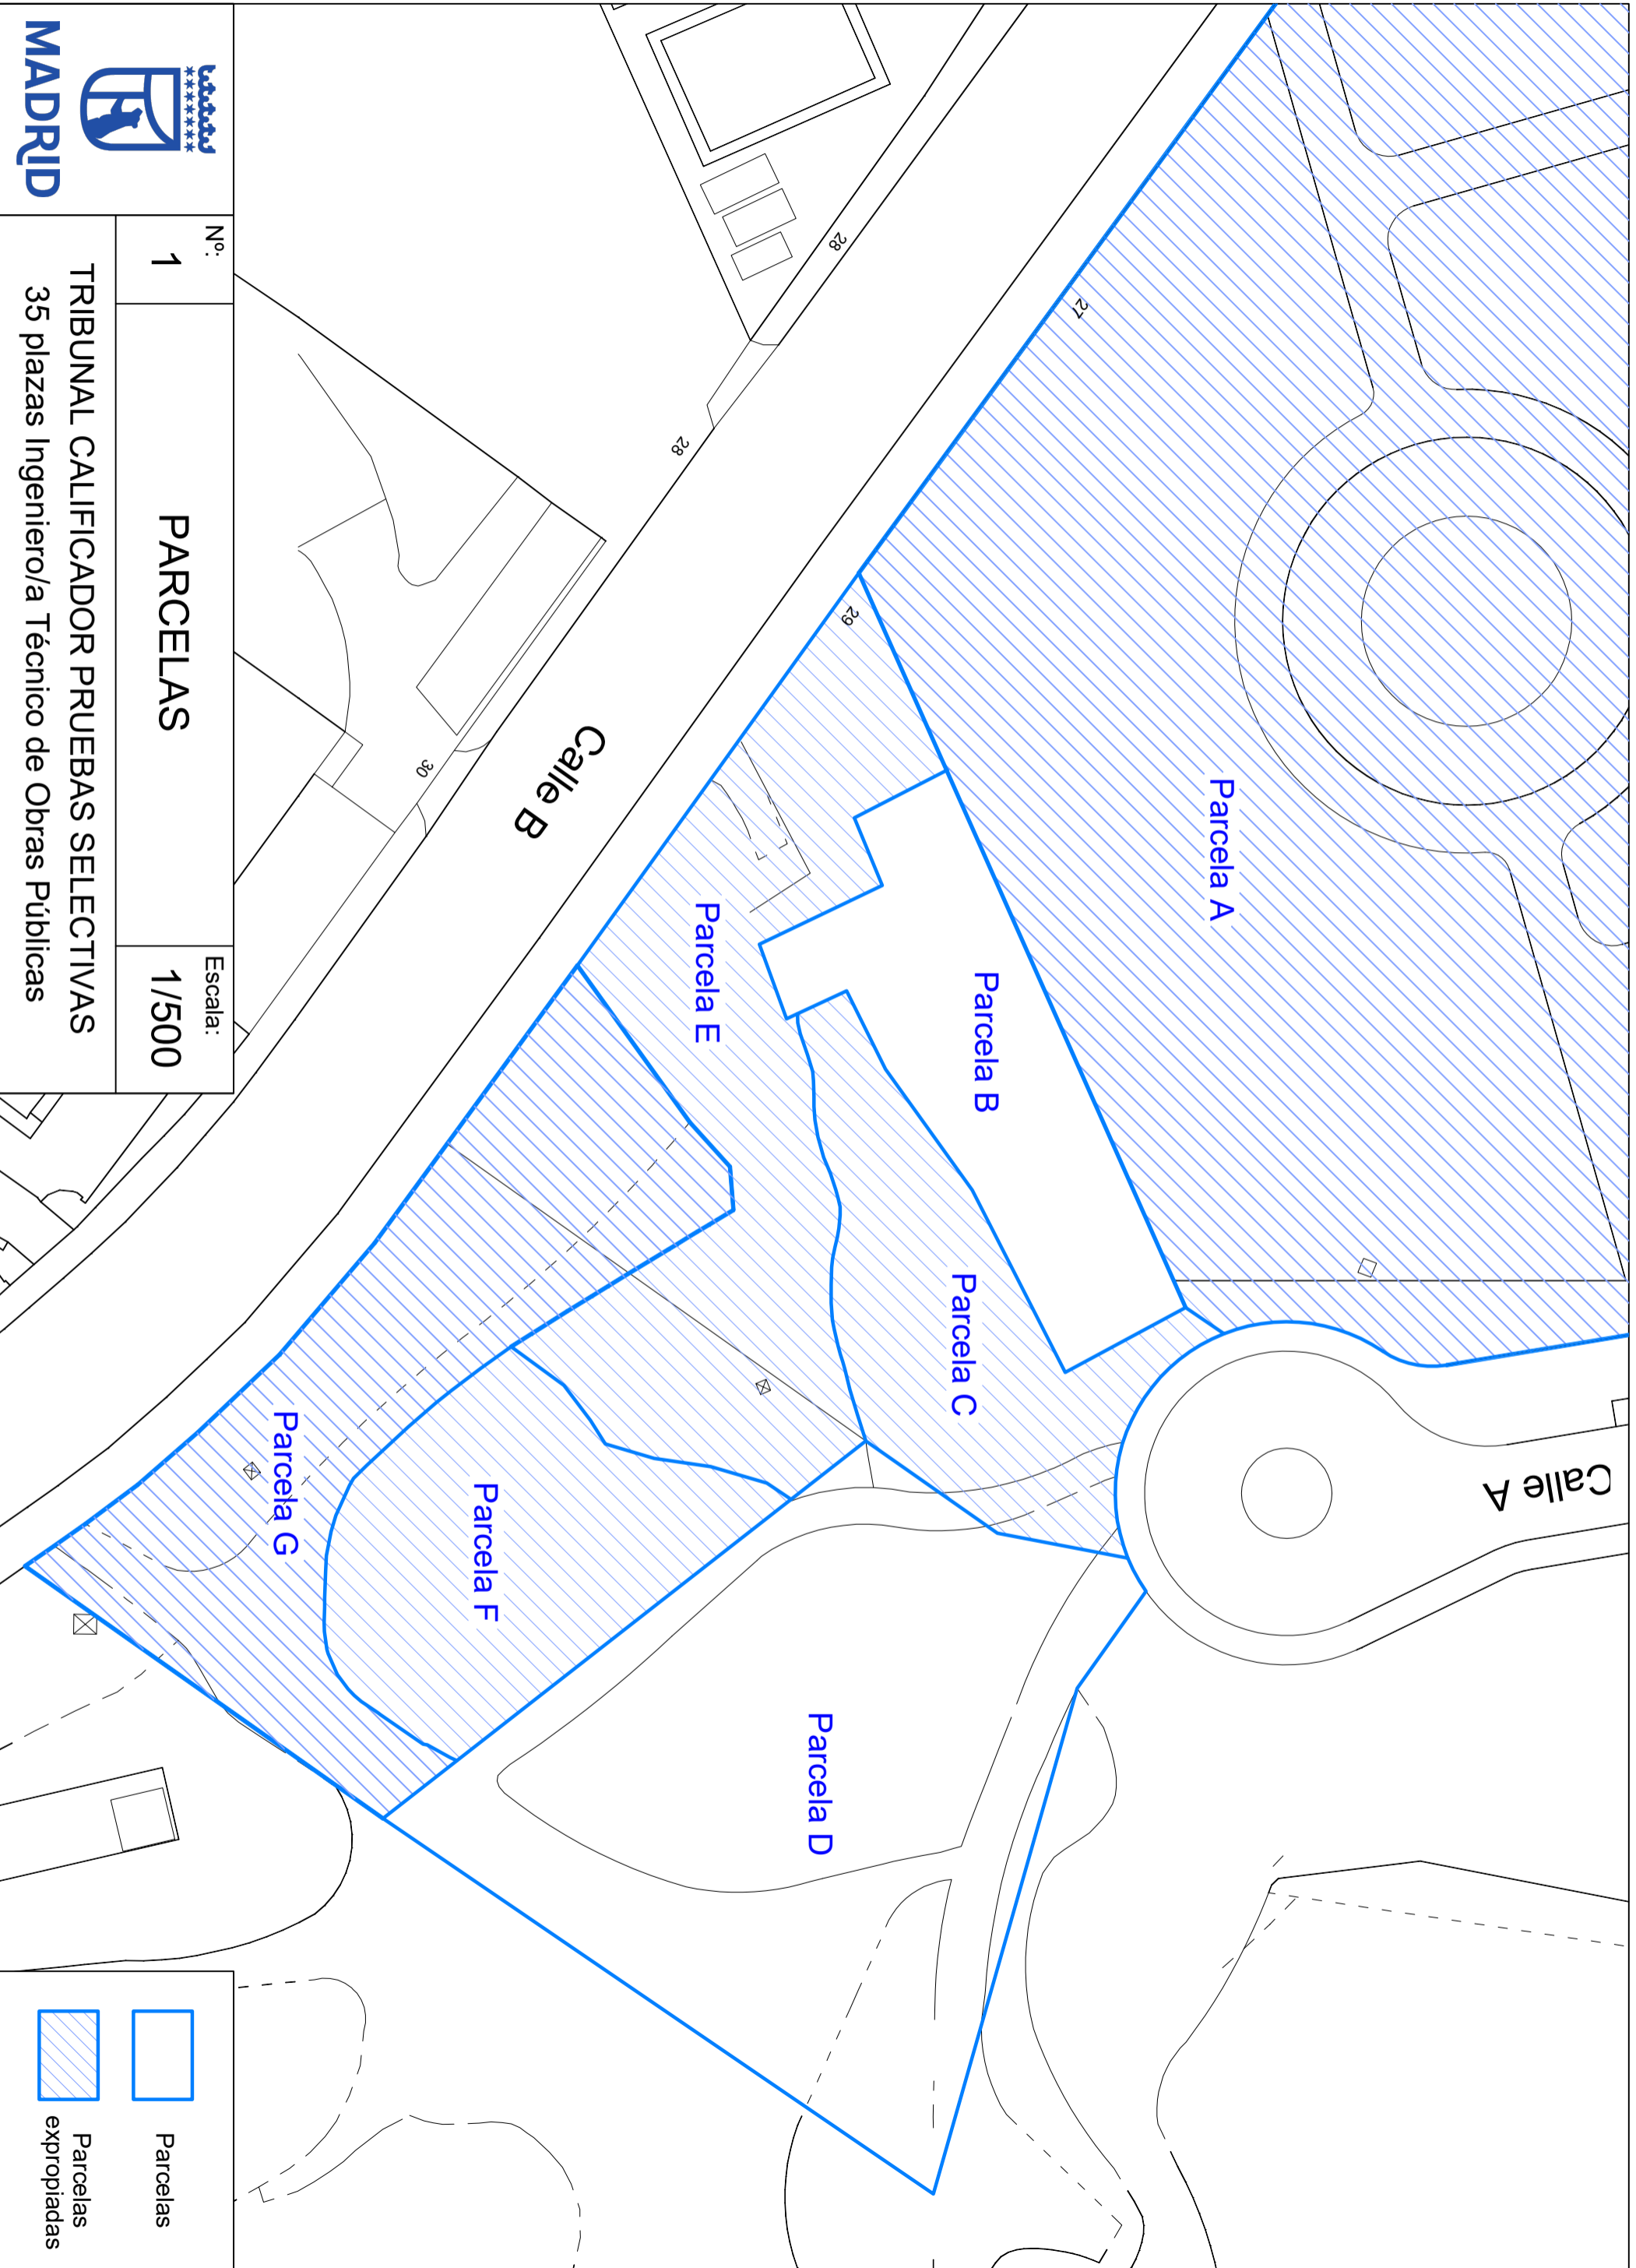 Calle A
Parcela A
Parcela B
Parcela C
Parcela D
Parcela E
Parcela F
Parcela G
Calle B
27
28
28
29
30
MADRID
Nº:
1
PARCELAS
Escala:
1/500
TRIBUNAL CALIFICADOR PRUEBAS SELECTIVAS
35 plazas Ingeniero/a Técnico de Obras Públicas
Parcelas
Parcelas
expropiadas